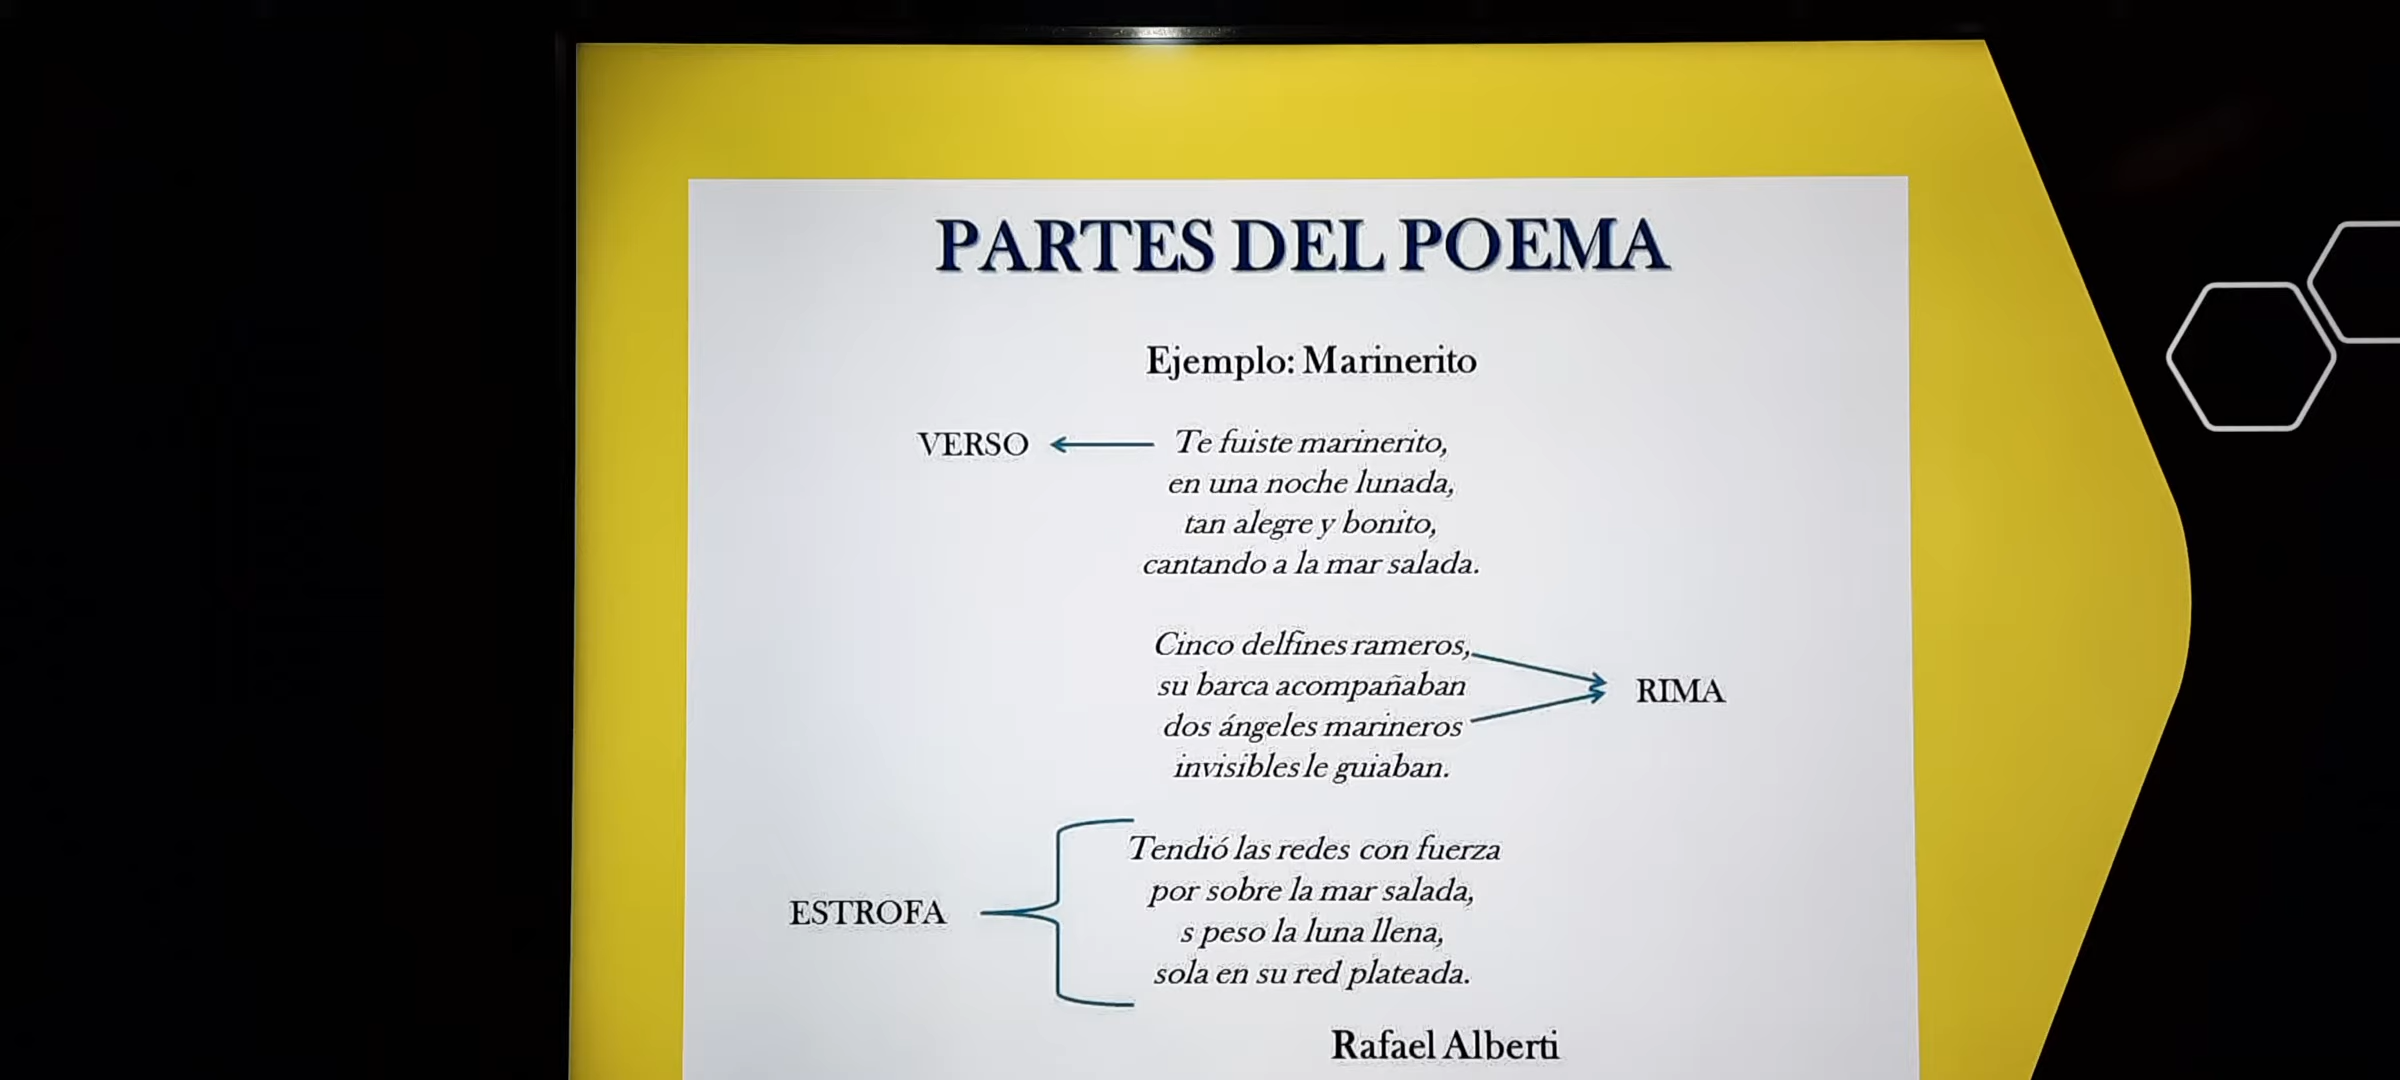 PARTES DEL POEMA
Ejemplo: Marinerito
VERSO
Te fuiste marinerito,
en una noche lunada,
tan alegre y bonito,
cantando a la mar salada.
Cinco delfines rameros,
su barca acompañaban
dos ángeles marineros
invisibles le guiaban.
RIMA
ESTROFA
Tendió las redes con fuerza
por sobre la mar salada,
s peso la luna llena,
sola en su red plateada.
Rafael Alberti